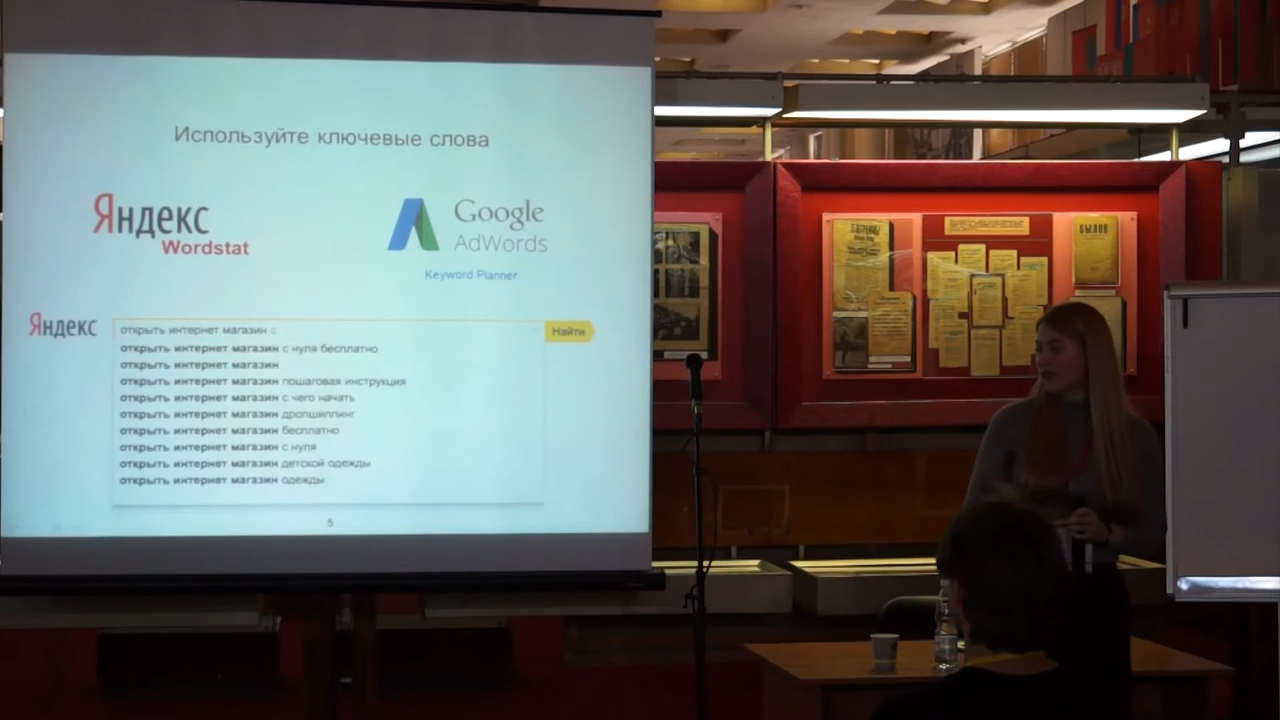 Используйте ключевые слова
Яндекс
Wordstat
Google
AdWords
Keyword Planner
Яндекс
открыть интернет магазин с
Найти
открыть интернет магазин с нуля бесплатно
открыть интернет магазин
открыть интернет магазин пошаговая инструкция
открыть интернет магазин с чего начать
открыть интернет магазин дропшиппинг
открыть интернет магазин бесплатно
открыть интернет магазин с нуля
открыть интернет магазин детской одежды
открыть интернет магазин одежды
5